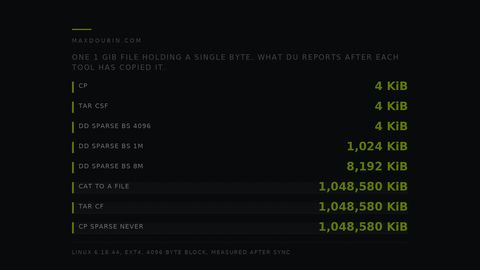 MAXDOURIN.COM
ONE 1 GIB FILE HOLDING A SINGLE BYTE. WHAT DU REPORTS AFTER EACH
TOOL HAS COPIED IT.
CP 4 KiB
TAR CSF 4 KiB
DD SPARSE BS 4096 4 KiB
DD SPARSE BS 1M 1,024 KiB
DD SPARSE BS 8M 8,192 KiB
CAT TO A FILE 1,048,580 KiB
TAR CF 1,048,580 KiB
CP SPARSE NEVER 1,048,580 KiB
LINUX 6.18.44, EXT4, 4096-BYTE BLOCK, MEASURED AFTER SYNC